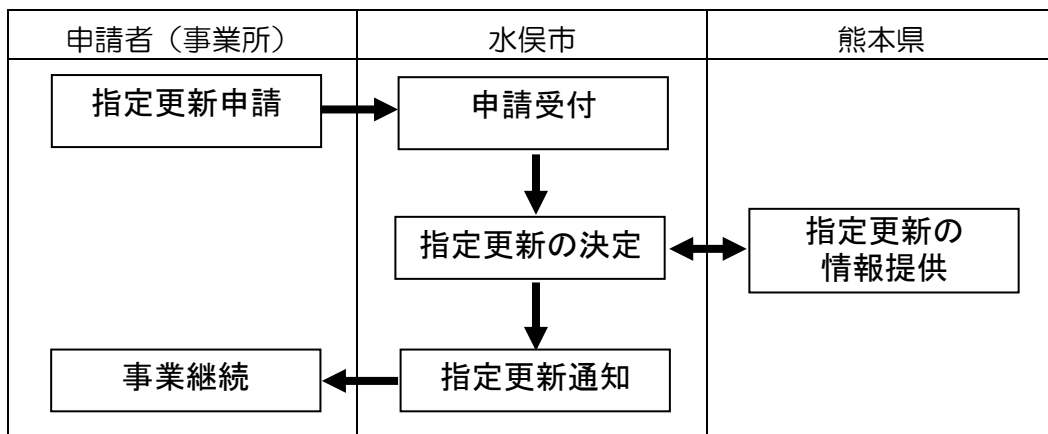 申請者（事業所）
水俣市
熊本県
指定更新申請
申請受付
指定更新の決定
指定更新の
情報提供
事業継続
指定更新通知